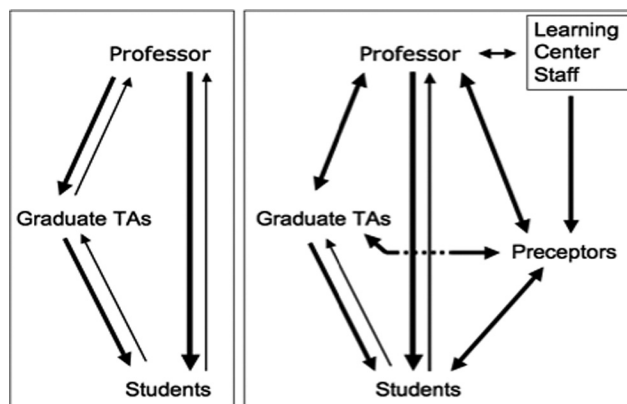 Professor
Graduate TAs
Students
Professor
Learning
Center
Staff
Graduate TAs
Preceptors
Students